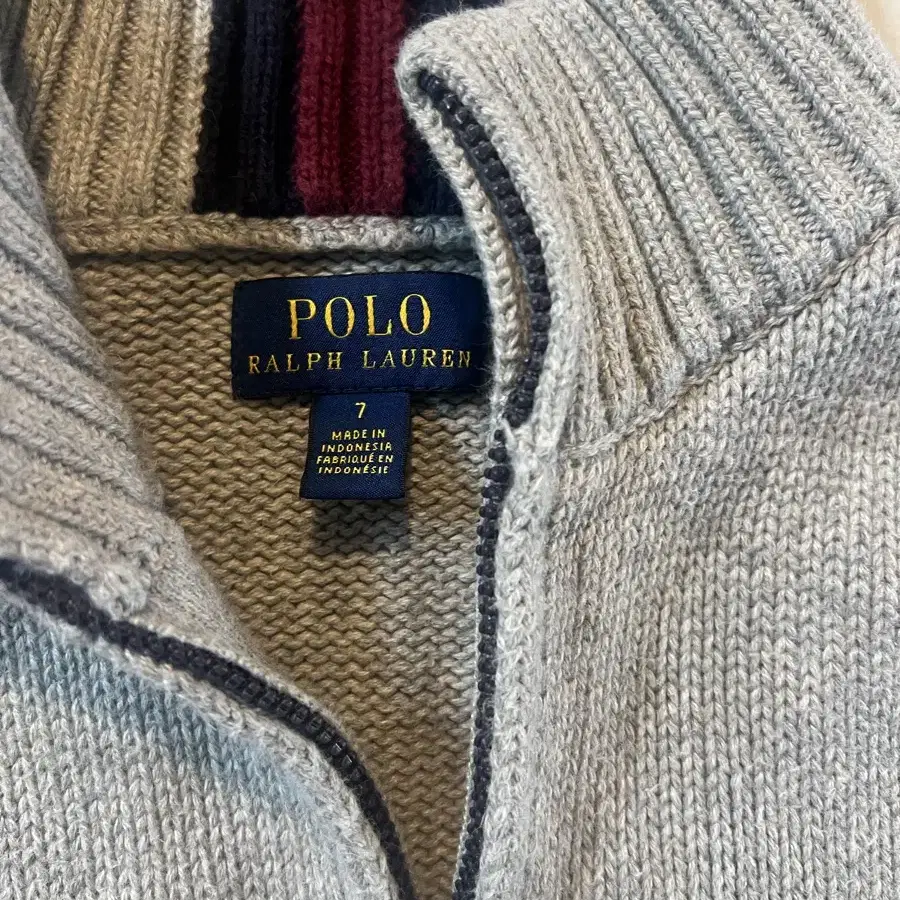 POLO
RALPH LAUREN
7
MADE IN
INDONESIA
FABRIQUÉ EN
INDONÉSIE